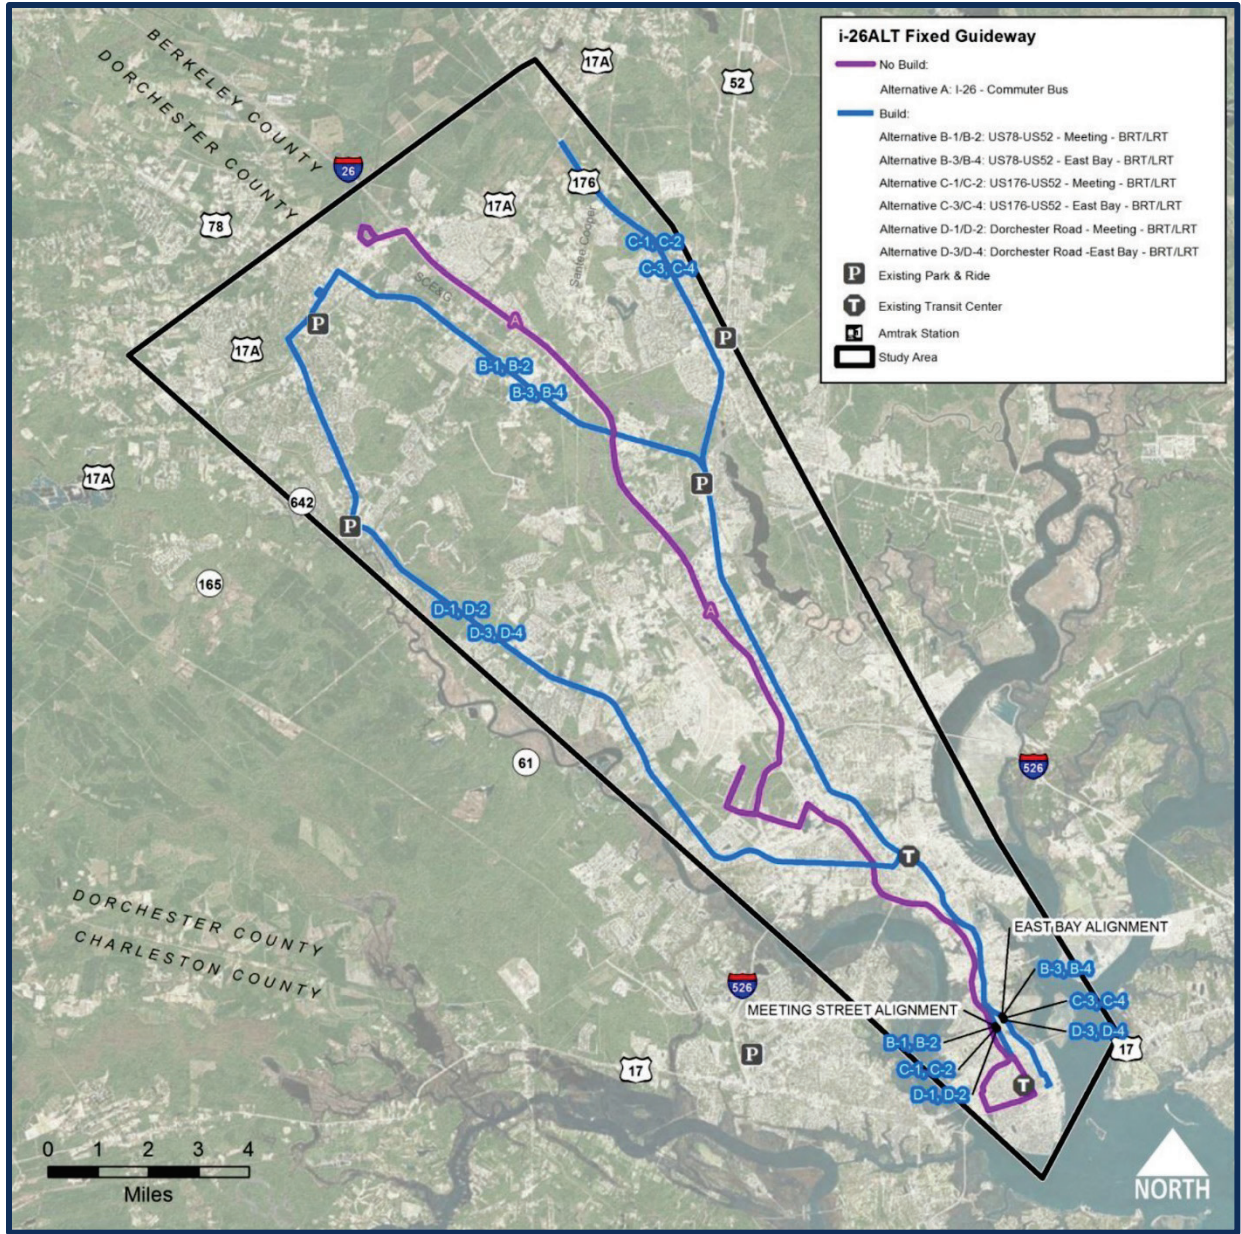 i-26ALT Fixed Guideway
No Build:
Alternative A: I-26 - Commuter Bus
Build:
Alternative B-1/B-2: US78-US52 - Meeting - BRT/LRT
Alternative B-3/B-4: US78-US52 - East Bay - BRT/LRT
Alternative C-1/C-2: US176-US52 - Meeting - BRT/LRT
Alternative C-3/C-4: US176-US52 - East Bay - BRT/LRT
Alternative D-1/D-2: Dorchester Road - Meeting - BRT/LRT
Alternative D-3/D-4: Dorchester Road -East Bay - BRT/LRT
P Existing Park & Ride
T Existing Transit Center
Amtrak Station
Study Area
BERKELEY COUNTY
DORCHESTER COUNTY
17A
52
26
176
17A
78
Santee Cooper
C-1, C-2
C-3, C-4
SCE&G
A
P
P
17A
B-1, B-2
B-3, B-4
17A
P
642
P
165
A
D-1, D-2
D-3, D-4
61
526
T
DORCHESTER COUNTY
CHARLESTON COUNTY
EAST BAY ALIGNMENT
B-3, B-4
526
C-3, C-4
MEETING STREET ALIGNMENT
D-3, D-4
B-1, B-2
17
P
17
C-1, C-2
T
D-1, D-2
0 1 2 3 4
Miles
NORTH